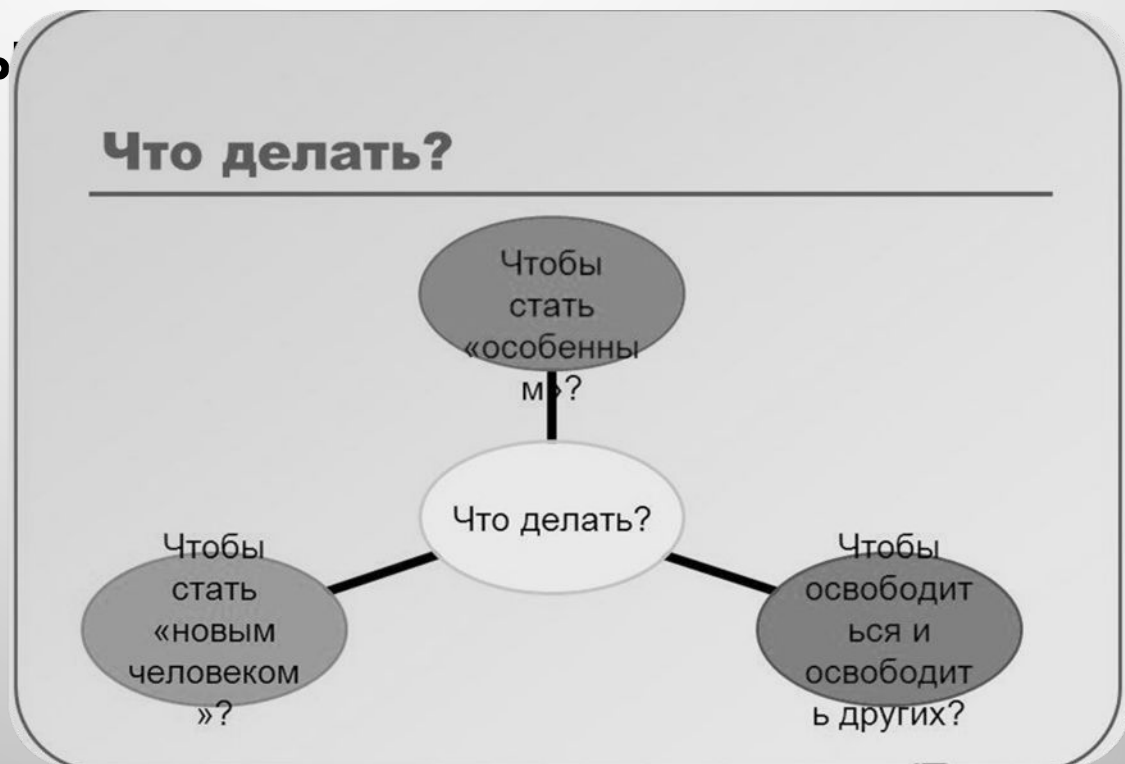 Что делать?
Чтобы
стать
«особенны
м»?
Что делать?
Чтобы
стать
«новым
человеком
»?
Чтобы
освободит
ься и
освободит
ь других?